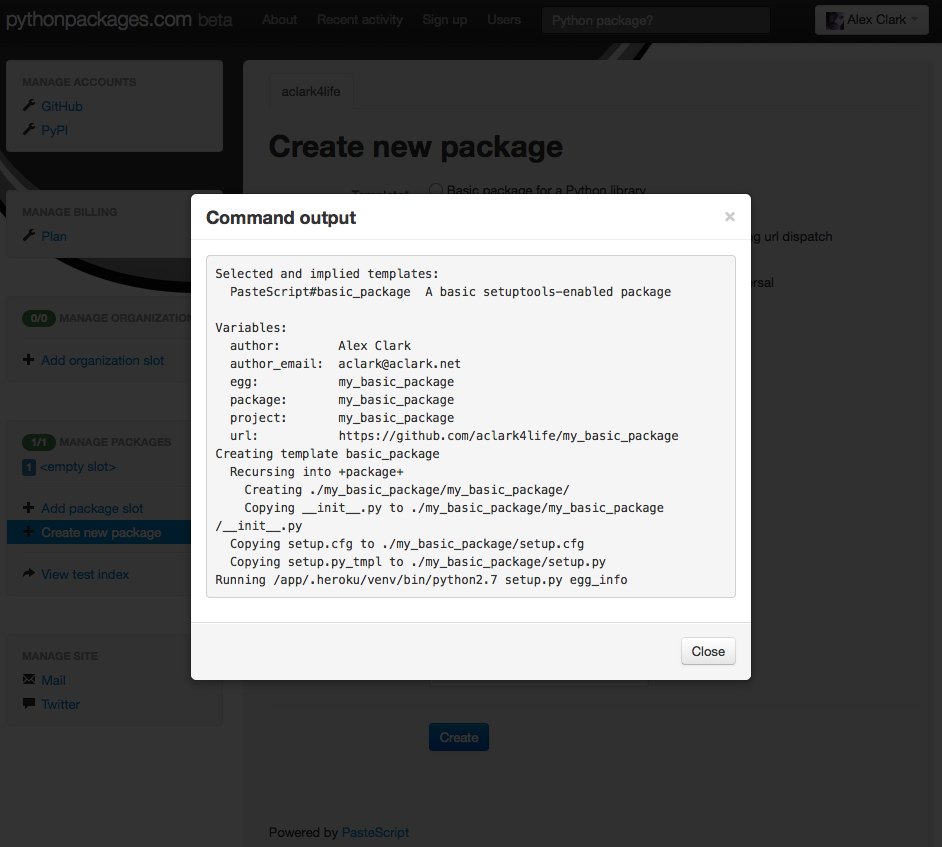 pythonpackages.com beta
About Recent activity Sign up Users
Python package?
Alex Clark
MANAGE ACCOUNTS
GitHub
PyPI
MANAGE BILLING
Plan
0/0 MANAGE ORGANIZATION
Add organization slot
1/1 MANAGE PACKAGES
1 <empty slot>
Add package slot
Create new package
View test index
MANAGE SITE
Mail
Twitter
aclark4life
Create new package
Basic package for a Python library
g url dispatch
ersal
Command output
×
Selected and implied templates:
  PasteScript#basic_package  A basic setuptools-enabled package
Variables:
  author:        Alex Clark
  author_email:  aclark@aclark.net
  egg:           my_basic_package
  package:       my_basic_package
  project:       my_basic_package
  url:           https://github.com/aclark4life/my_basic_package
Creating template basic_package
  Recursing into +package+
    Creating ./my_basic_package/my_basic_package/
    Copying __init__.py to ./my_basic_package/my_basic_package
/__init__.py
  Copying setup.cfg to ./my_basic_package/setup.cfg
  Copying setup.py_tmpl to ./my_basic_package/setup.py
Running /app/.heroku/venv/bin/python2.7 setup.py egg_info
Close
Create
Powered by PasteScript